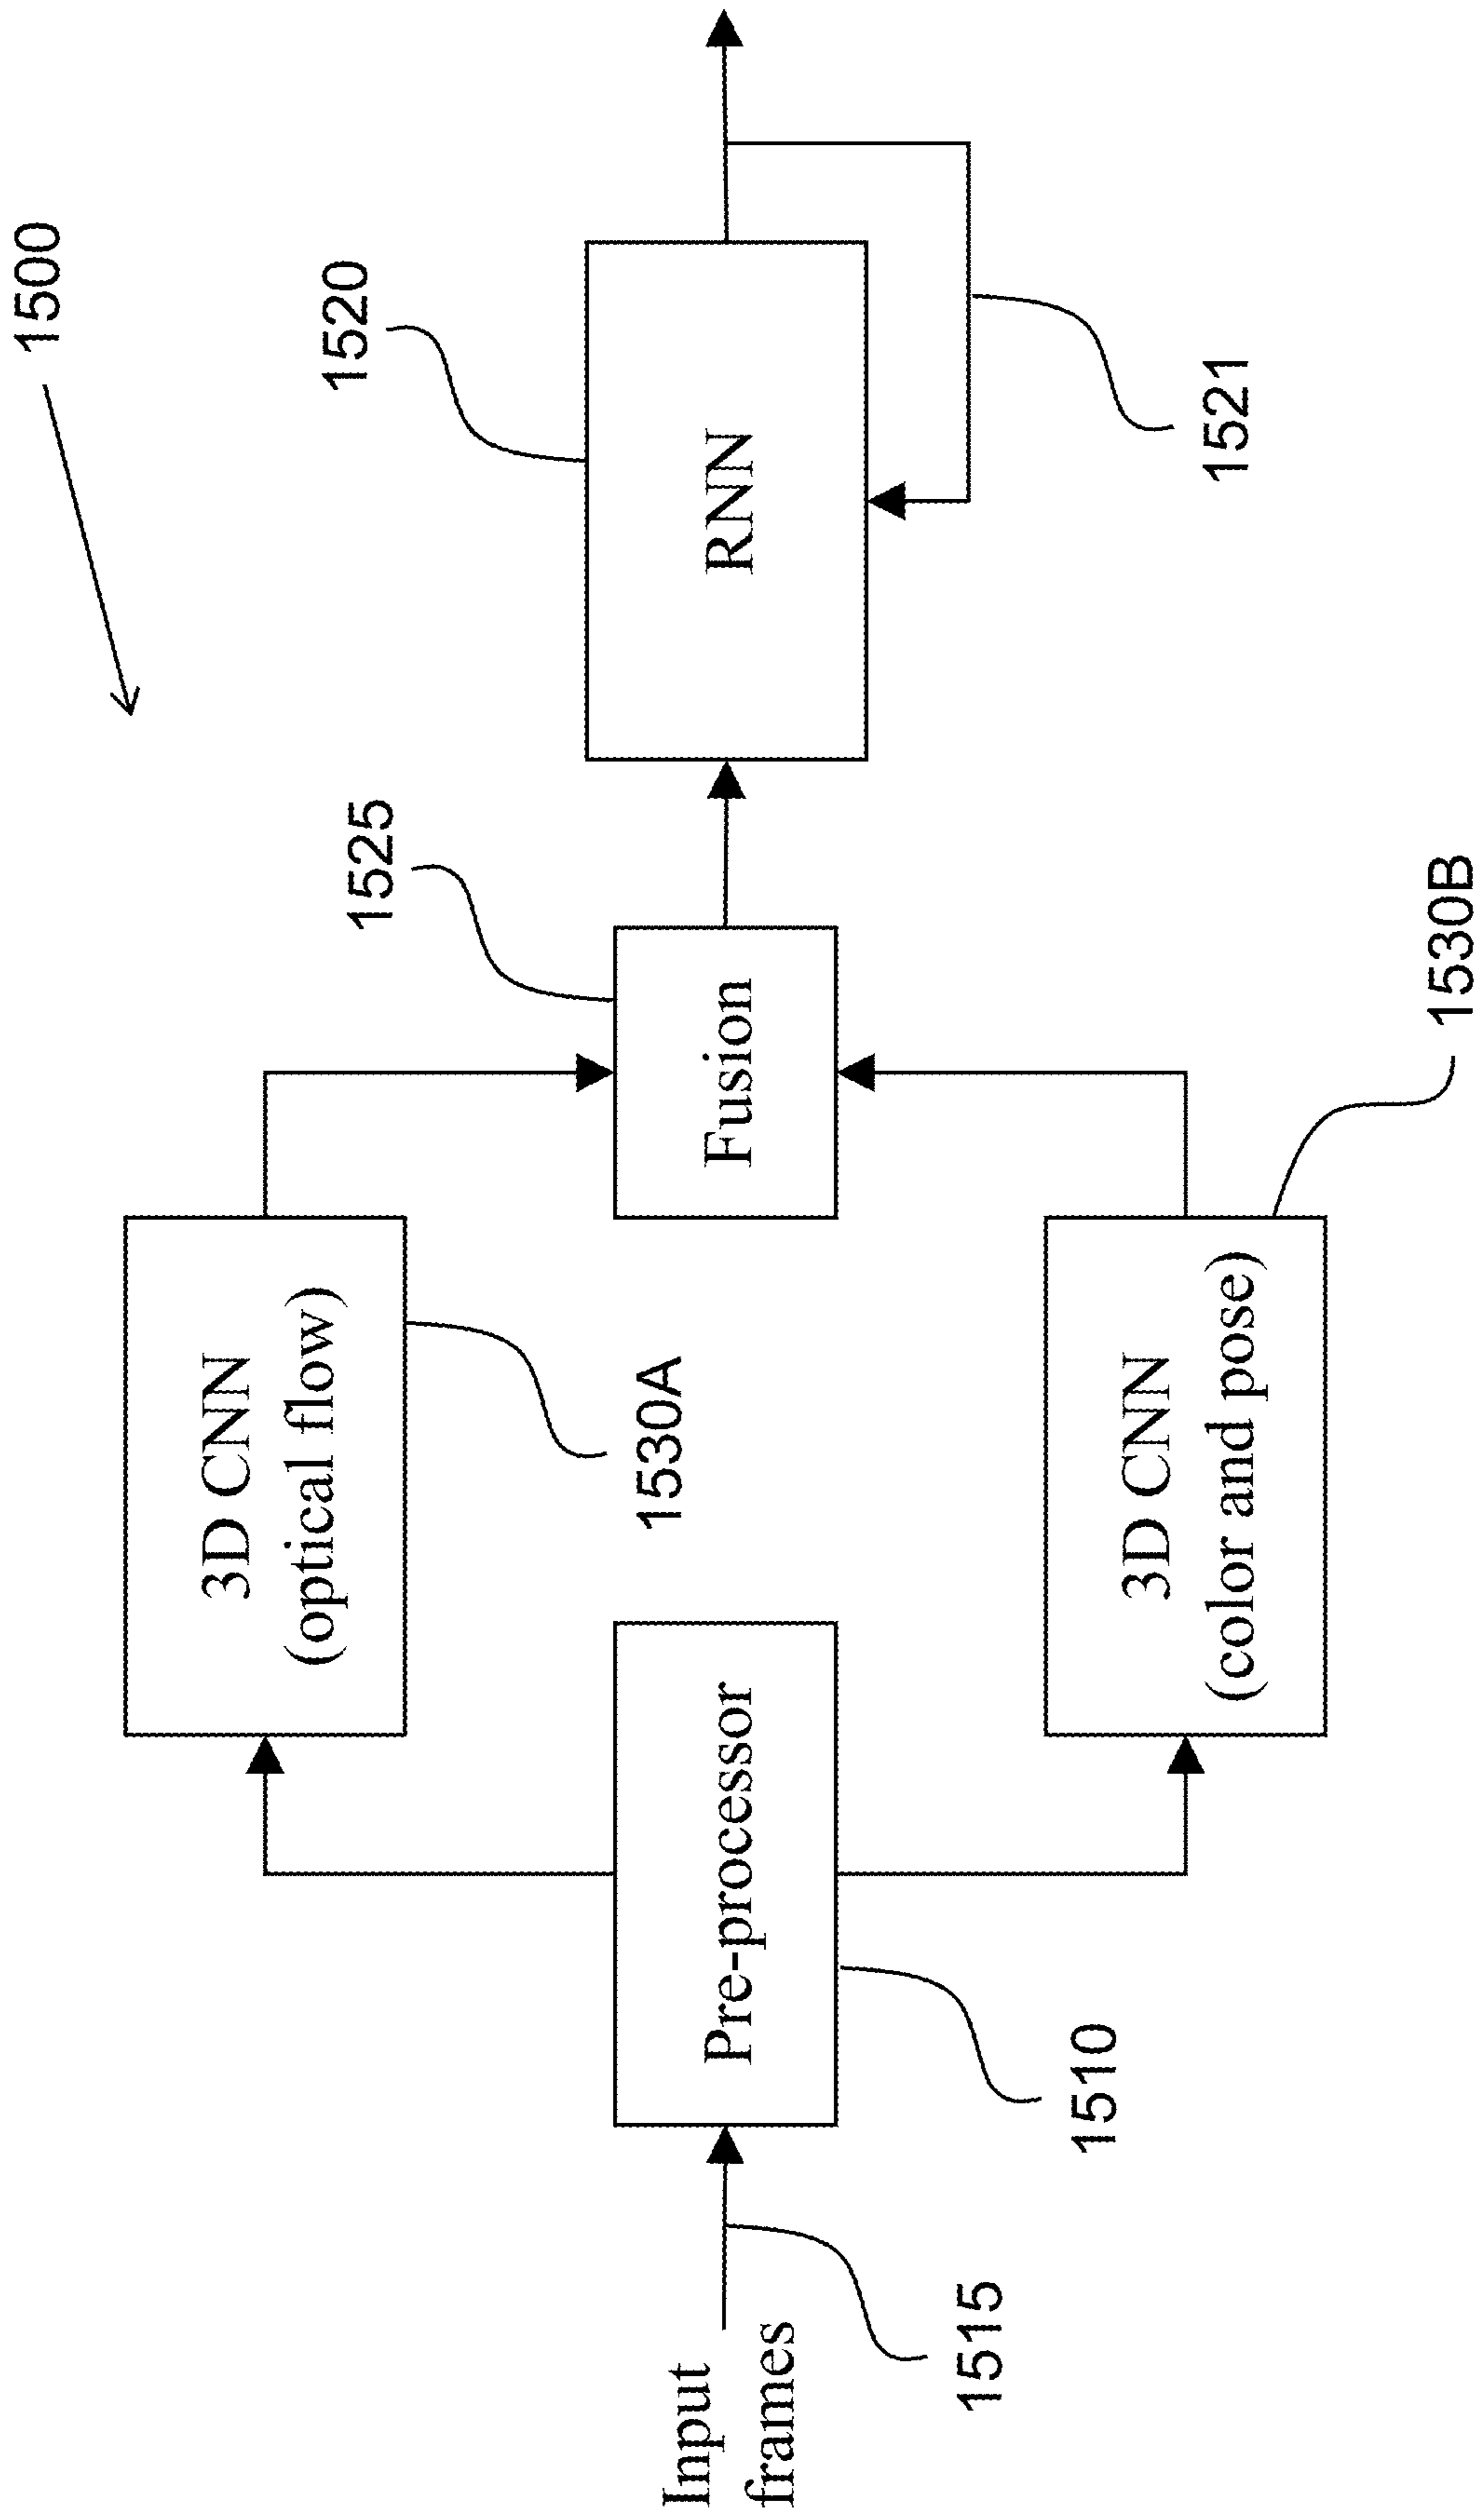 1500
3D CNN
(optical flow)
1530A
1525
1520
Input
frames
1515
Pre-processor
1510
Fusion
RNN
1521
3D CNN
(color and pose)
1530B